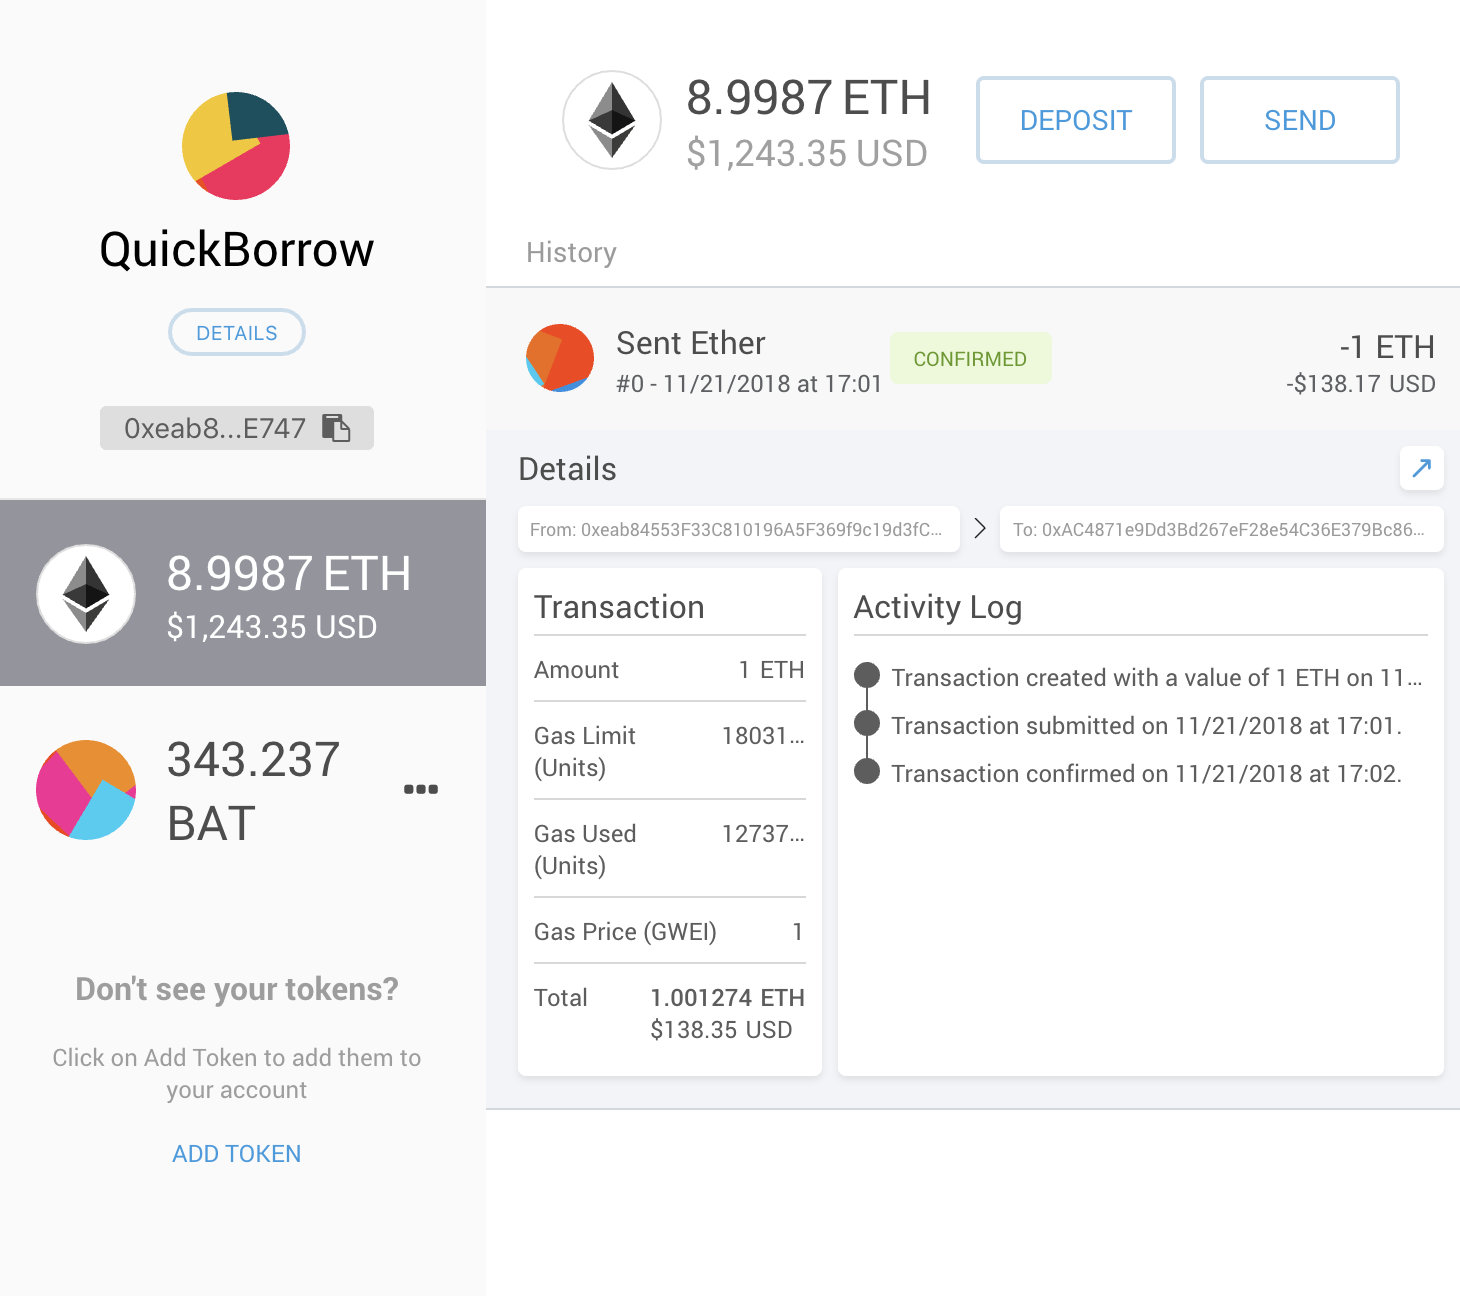 QuickBorrow
DETAILS
0xeab8...E747
8.9987 ETH
$1,243.35 USD
343.237
BAT
Don't see your tokens?
Click on Add Token to add them to
your account
ADD TOKEN
8.9987 ETH
$1,243.35 USD
DEPOSIT
SEND
History
Sent Ether
#0 - 11/21/2018 at 17:01
CONFIRMED
-1 ETH
-$138.17 USD
Details
From: 0xeab84553F33C810196A5F369f9c19d3fC...
To: 0xAC4871e9Dd3Bd267eF28e54C36E379Bc86...
Transaction
Amount 1 ETH
Gas Limit 18031...
(Units)
Gas Used 12737...
(Units)
Gas Price (GWEI) 1
Total 1.001274 ETH
$138.35 USD
Activity Log
Transaction created with a value of 1 ETH on 11...
Transaction submitted on 11/21/2018 at 17:01.
Transaction confirmed on 11/21/2018 at 17:02.